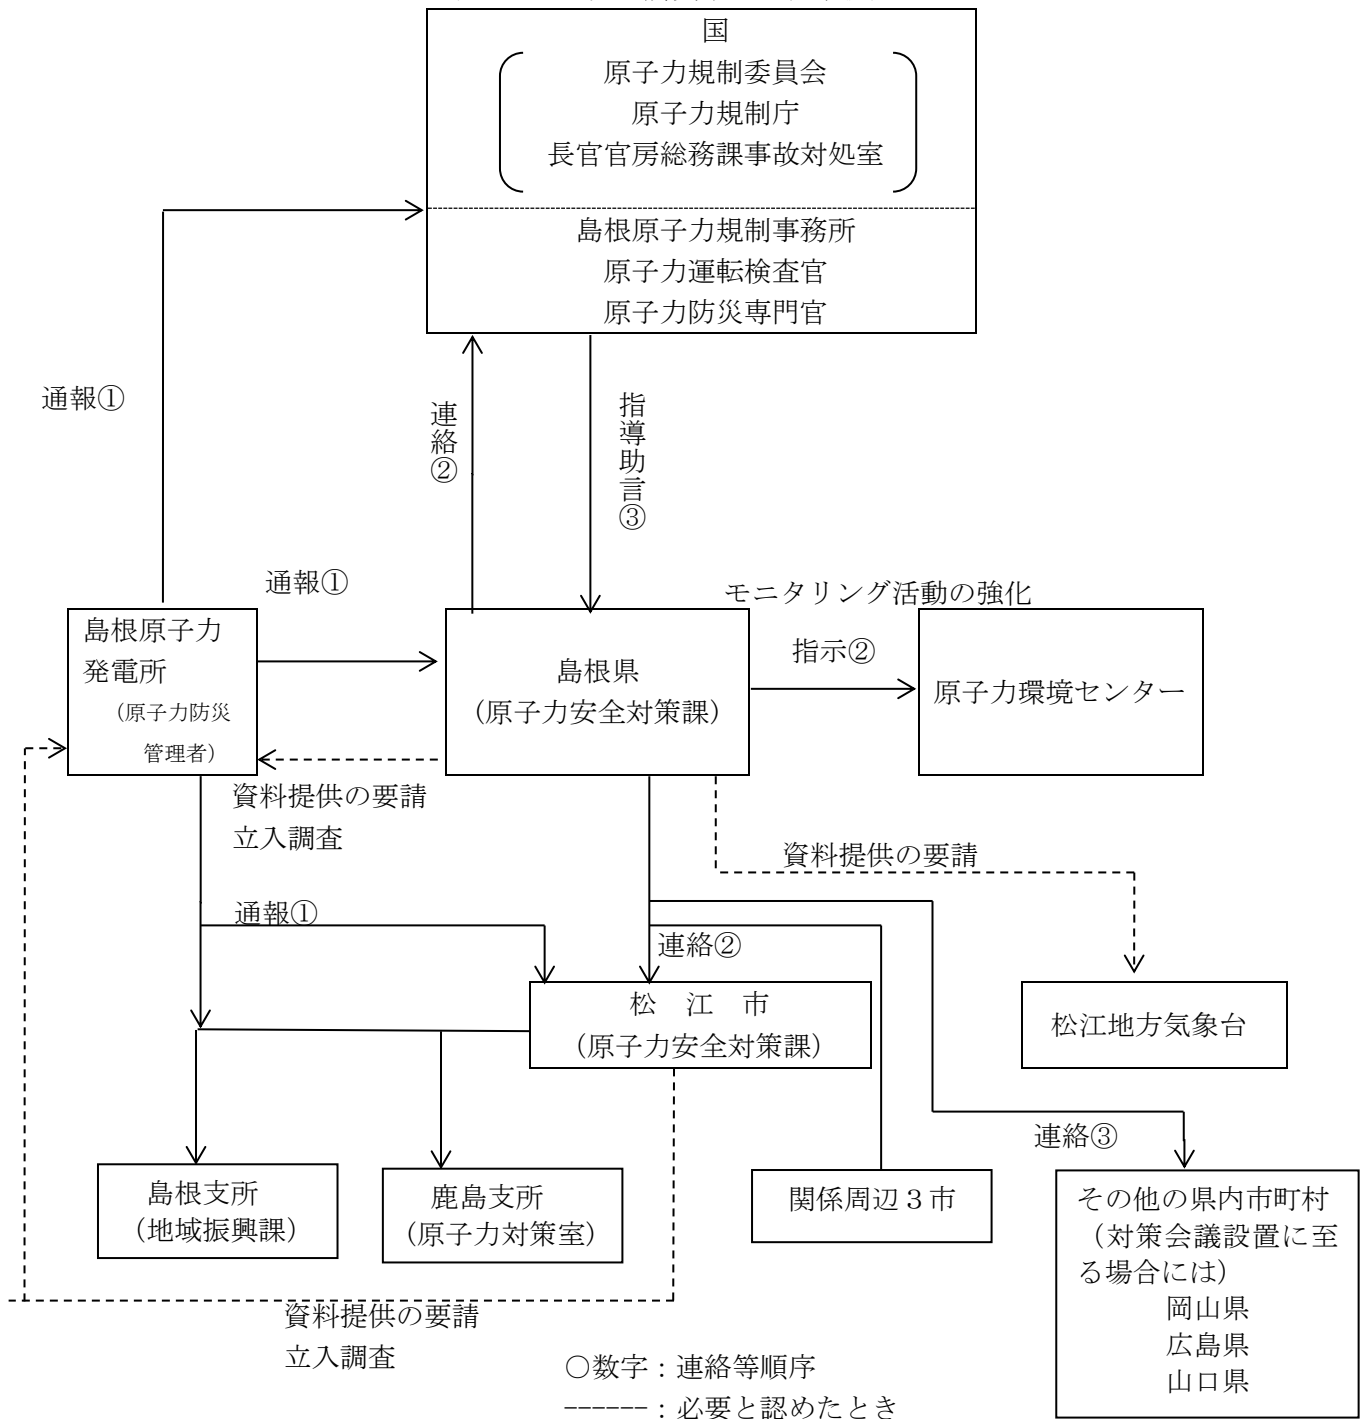 国
原子力規制委員会
原子力規制庁
長官官房総務課事故対処室
島根原子力規制事務所
原子力運転検査官
原子力防災専門官
通報①
連絡②
指導助言③
通報①
モニタリング活動の強化
島根原子力
発電所
（原子力防災
管理者）
島根県
（原子力安全対策課）
指示②
原子力環境センター
資料提供の要請
立入調査
資料提供の要請
通報①
連絡②
松　江　市
（原子力安全対策課）
松江地方気象台
連絡③
島根支所
（地域振興課）
鹿島支所
（原子力対策室）
関係周辺３市
その他の県内市町村
（対策会議設置に至
る場合には）
岡山県
広島県
山口県
資料提供の要請
立入調査
○数字：連絡等順序
------：必要と認めたとき